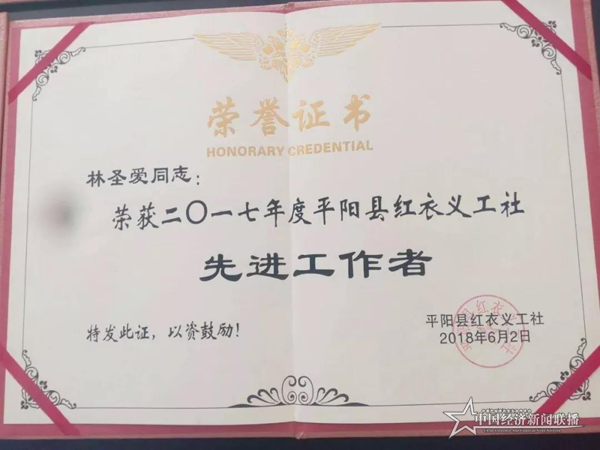 荣誉证书
HONORARY CREDENTIAL
林圣爱同志：
荣获二〇一七年度平阳县红衣义工社
先进工作者
特发此证，以资鼓励！
平阳县红衣义工社
2018年6月2日
中国经济新闻联播